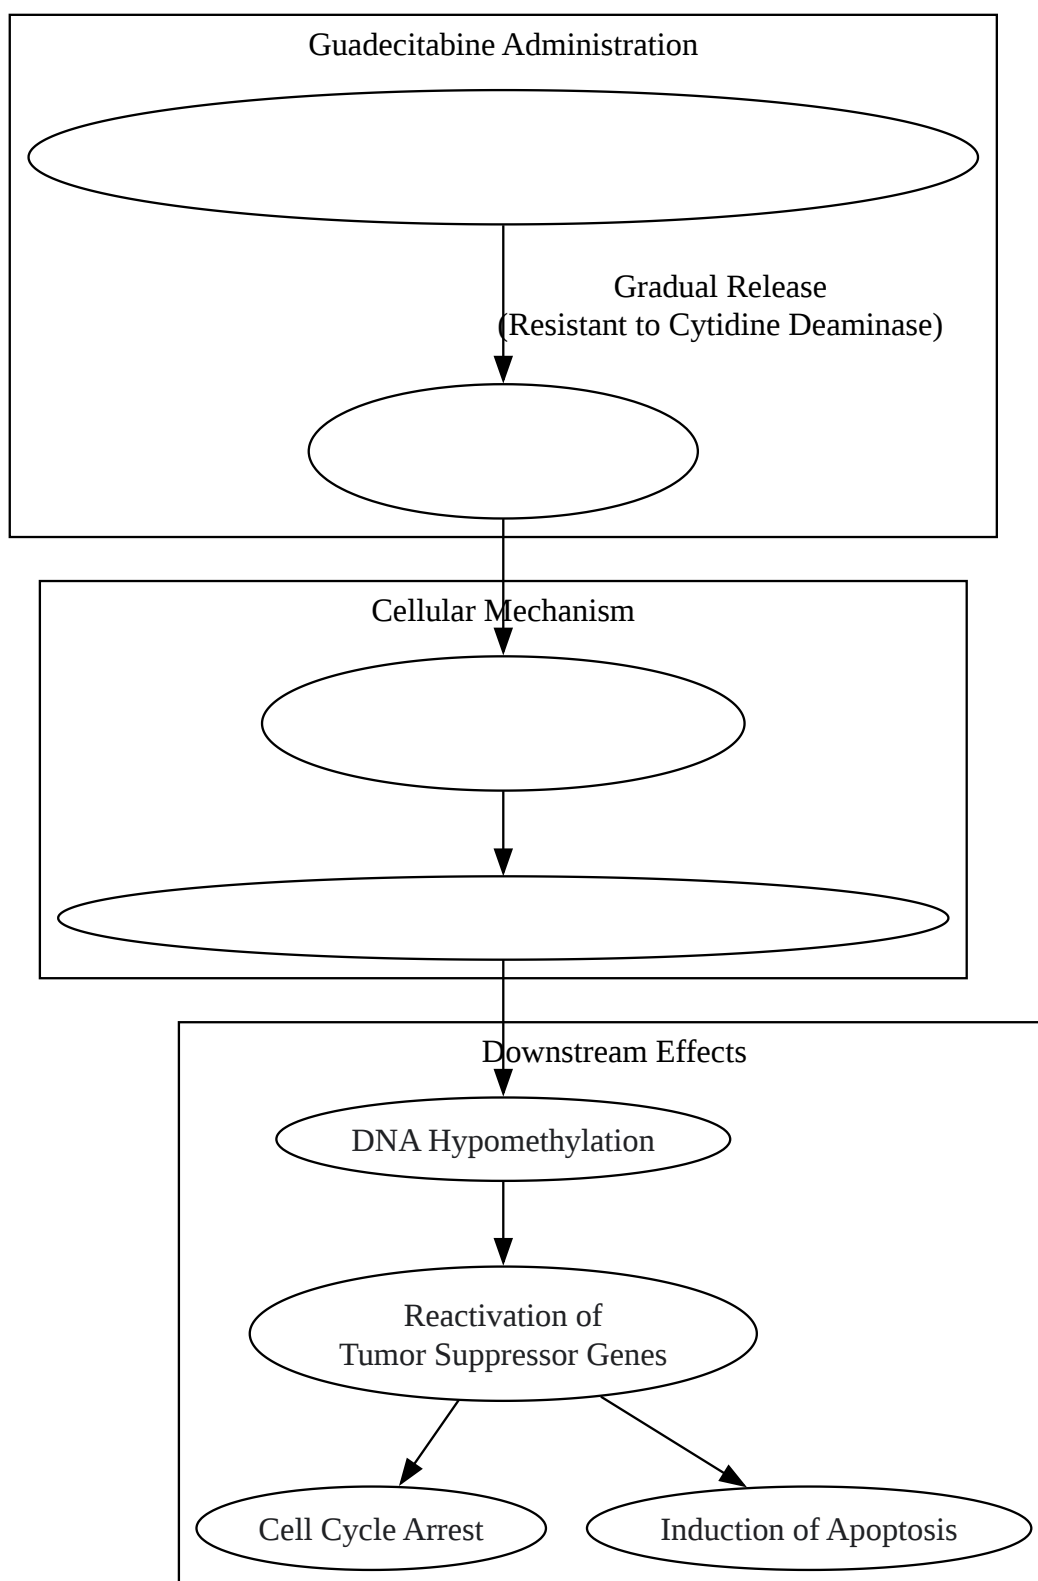 Guadecitabine Administration
Gradual Release
(Resistant to Cytidine Deaminase)
Cellular Mechanism
Downstream Effects
DNA Hypomethylation
Reactivation of
Tumor Suppressor Genes
Cell Cycle Arrest
Induction of Apoptosis